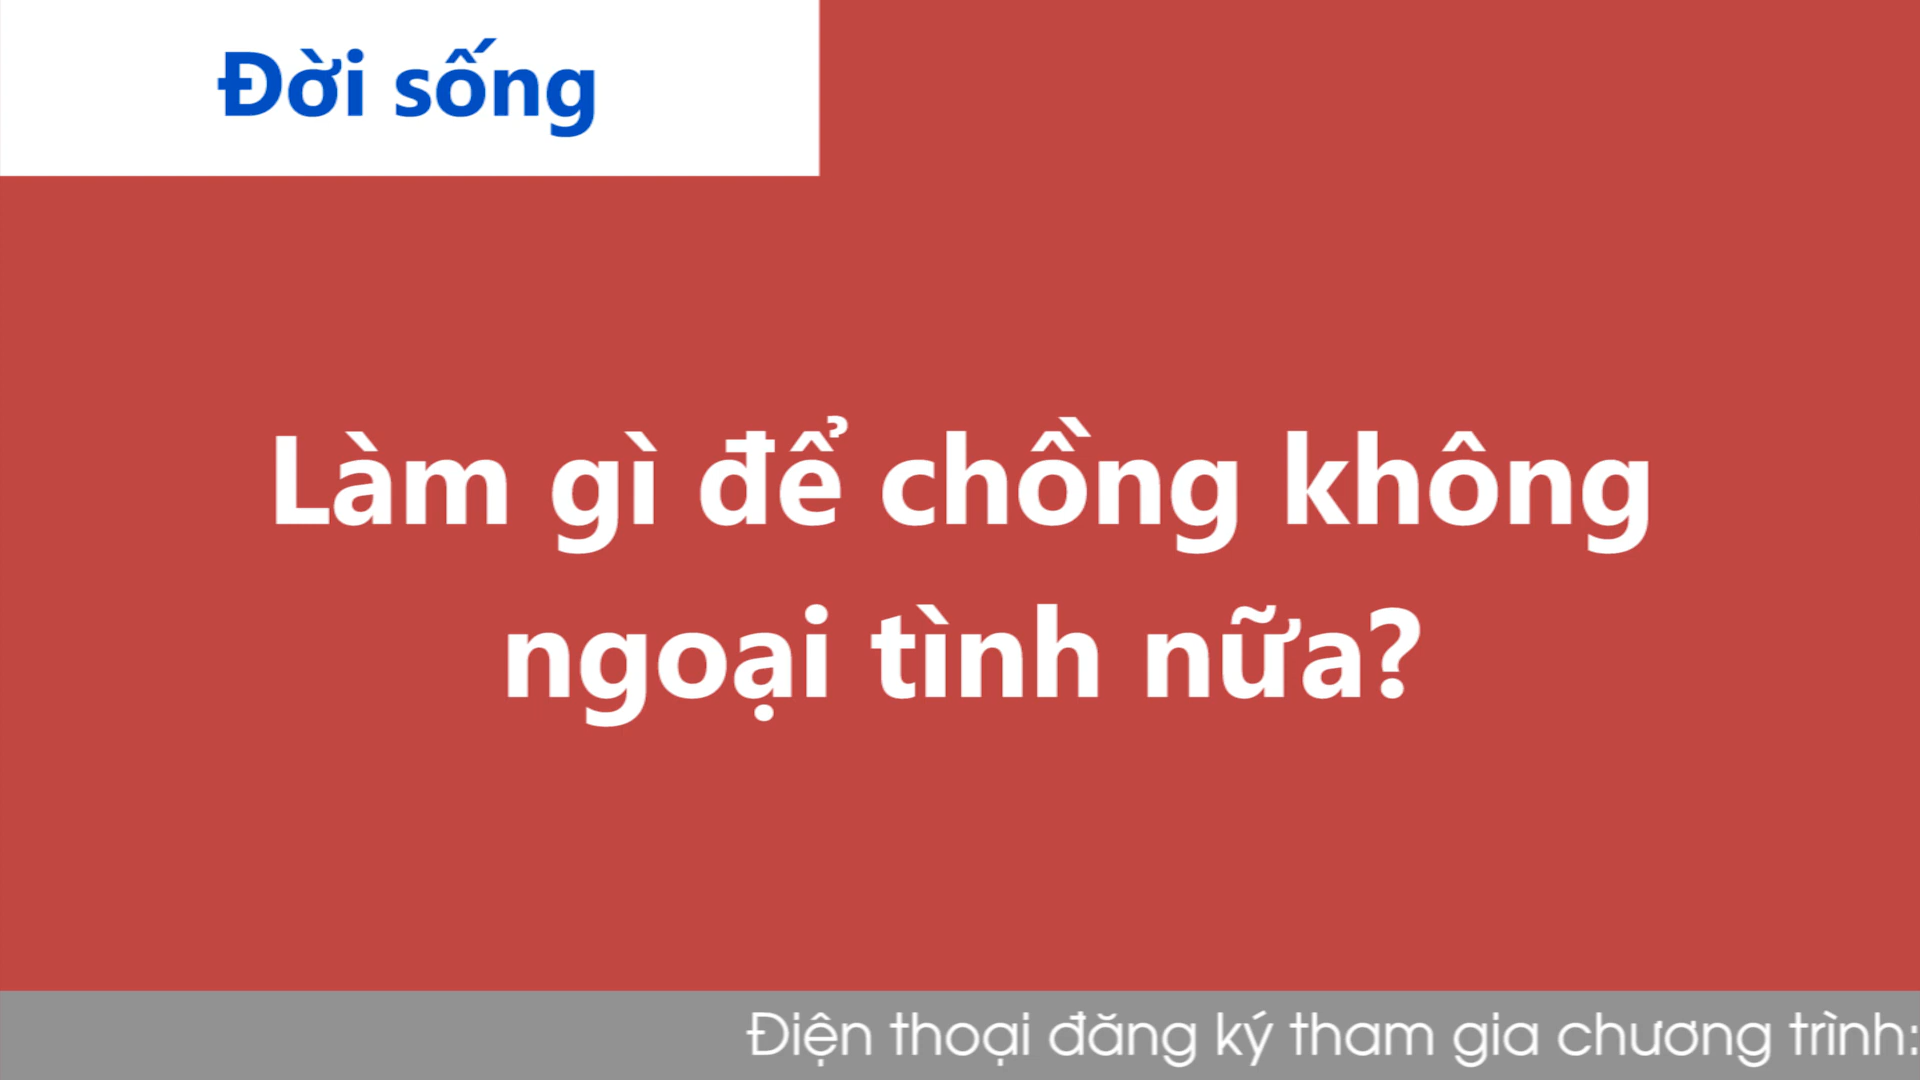 Đời sống
Làm gì để chồng không
ngoại tình nữa?
Điện thoại đăng ký tham gia chương trình: